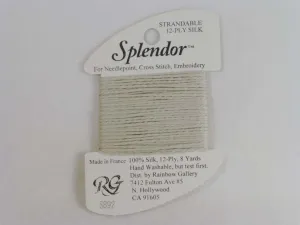 STRANDABLE
12-PLY SILK
Splendor™
For Needlepoint, Cross Stitch, Embroidery
Made in France
100% Silk, 12-Ply, 8 Yards
Hand Washable, but test first.
Dist. by Rainbow Gallery
7412 Fulton Ave #5
N. Hollywood
CA 91605
RG